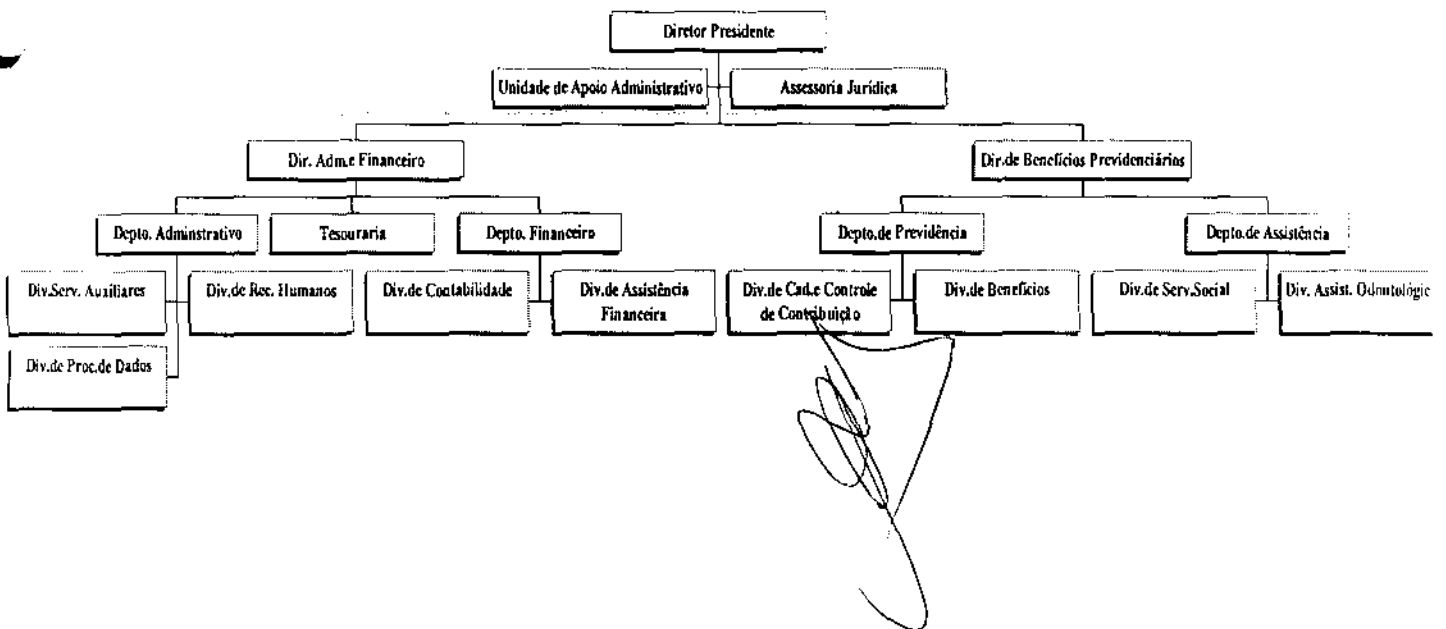 Diretor Presidente
Unidade de Apoio Administrativo
Assessoria Jurídica
Dir. Adm.e Financeiro
Dir.de Benefícios Previdenciários
Depto. Adminstrativo
Tesouraria
Depto. Financeiro
Depto.de Previdência
Depto.de Assistência
Div.Serv. Auxiliares
Div.de Rec. Humanos
Div.de Contabilidade
Div.de Assistência
Financeira
Div.de Cad.e Controle
de Contribuição
Div.de Benefícios
Div.de Serv.Social
Div. Assist. Odontológic
Div.de Proc.de Dados